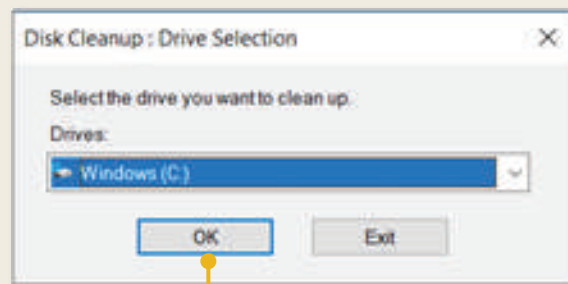 Disk Cleanup : Drive Selection
Select the drive you want to clean up.
Drives:
Windows (C:)
OK
Exit